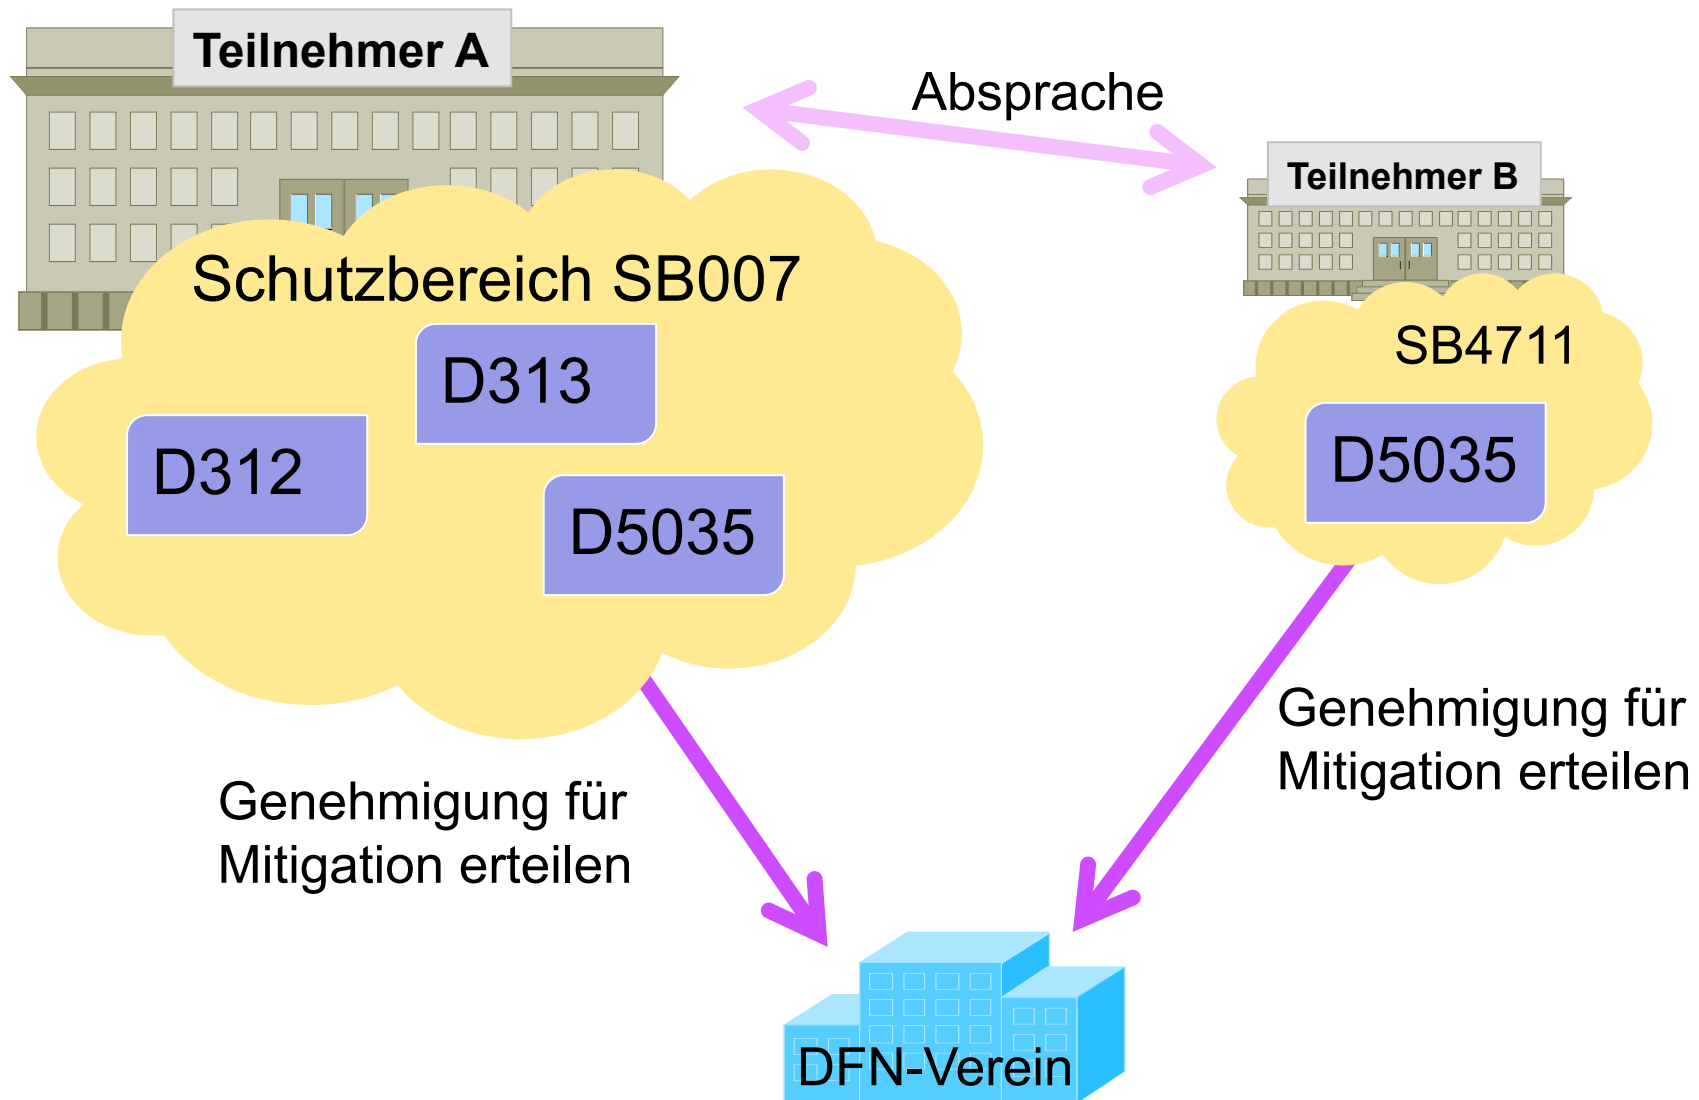 Teilnehmer A
Absprache
Teilnehmer B
Schutzbereich SB007
D313
D312
D5035
SB4711
D5035
Genehmigung für
Mitigation erteilen
Genehmigung für
Mitigation erteilen
DFN-Verein